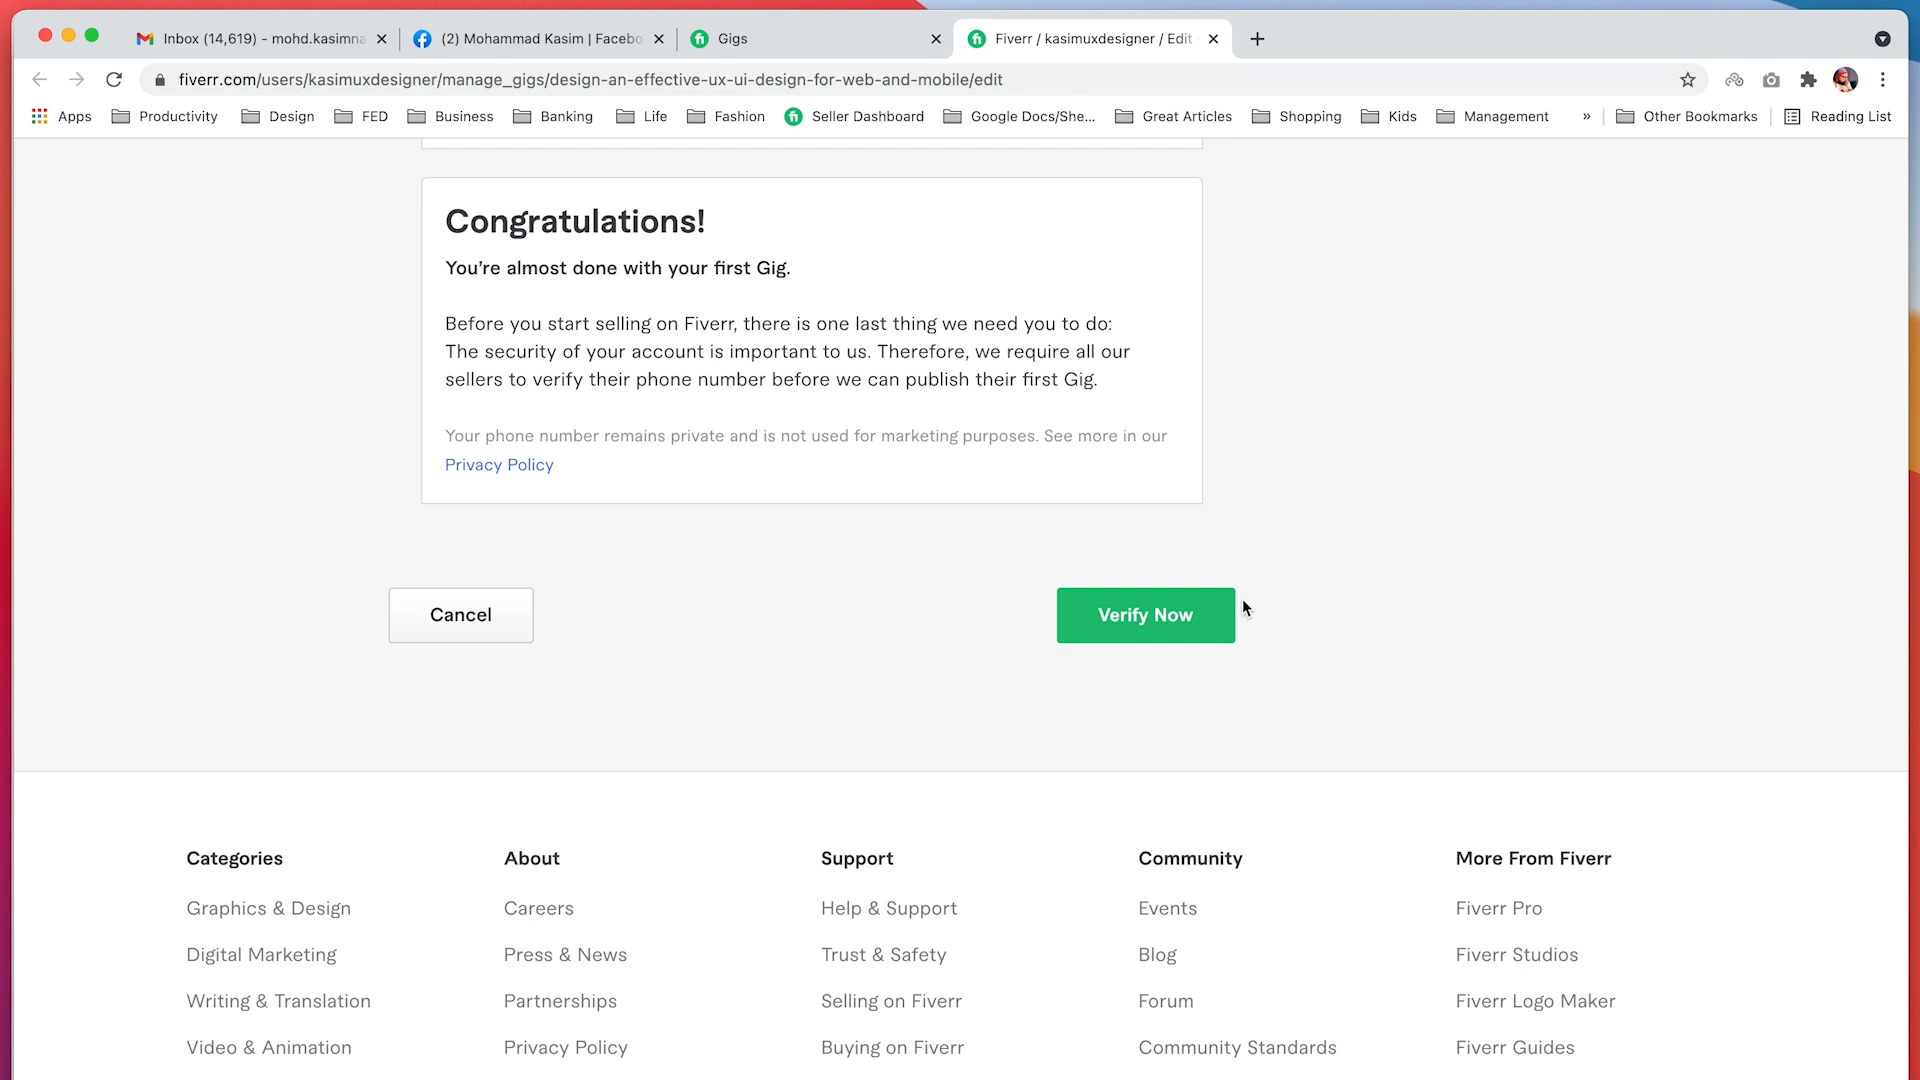 Inbox (14,619) - mohd.kasimna
(2) Mohammad Kasim | Facebo
Gigs
Fiverr / kasimuxdesigner / Edit
fiverr.com/users/kasimuxdesigner/manage_gigs/design-an-effective-ux-ui-design-for-web-and-mobile/edit
Apps Productivity Design FED Business Banking Life Fashion Seller Dashboard Google Docs/She... Great Articles Shopping Kids Management » Other Bookmarks Reading List
Congratulations!
You're almost done with your first Gig.
Before you start selling on Fiverr, there is one last thing we need you to do:
The security of your account is important to us. Therefore, we require all our
sellers to verify their phone number before we can publish their first Gig.
Your phone number remains private and is not used for marketing purposes. See more in our
Privacy Policy
Cancel
Verify Now
Categories
Graphics & Design
Digital Marketing
Writing & Translation
Video & Animation
About
Careers
Press & News
Partnerships
Privacy Policy
Support
Help & Support
Trust & Safety
Selling on Fiverr
Buying on Fiverr
Community
Events
Blog
Forum
Community Standards
More From Fiverr
Fiverr Pro
Fiverr Studios
Fiverr Logo Maker
Fiverr Guides